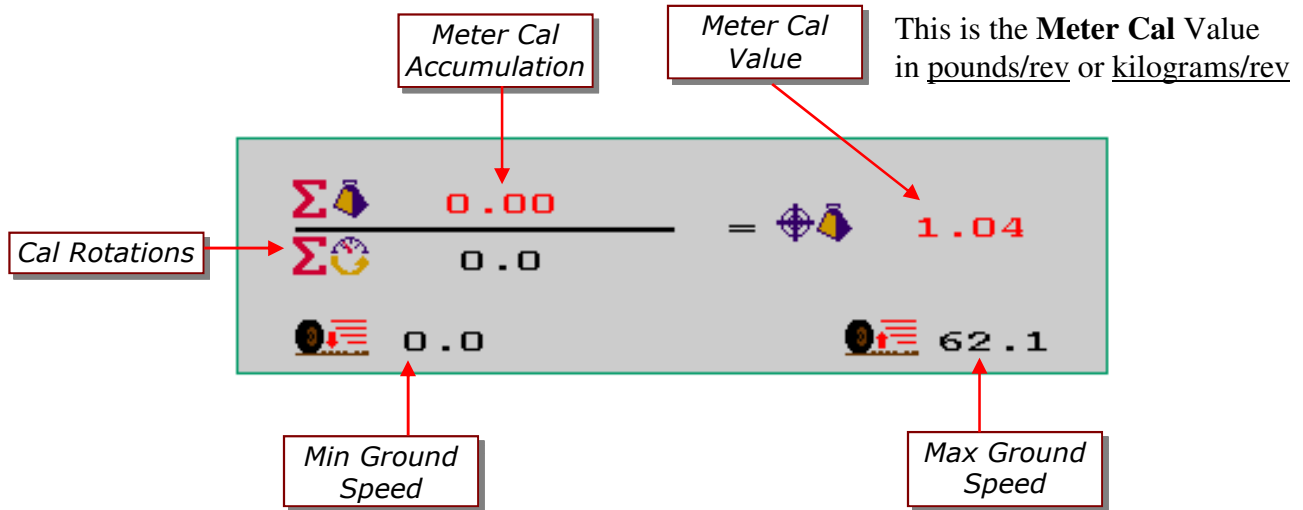 Meter Cal
Accumulation
Meter Cal
Value
This is the Meter Cal Value
in pounds/rev or kilograms/rev
Σ 0.00
= 1.04
Cal Rotations
Σ 0.0
0.0
62.1
Min Ground
Speed
Max Ground
Speed